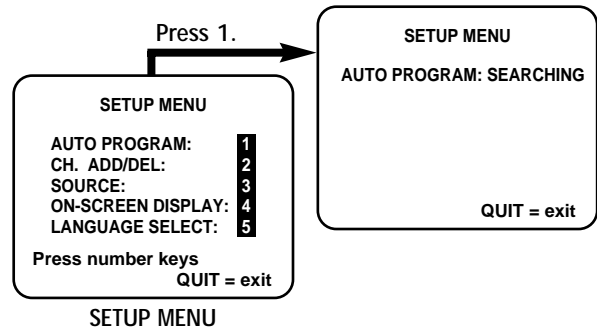 Press 1.
SETUP MENU
AUTO PROGRAM: 1
CH. ADD/DEL: 2
SOURCE: 3
ON-SCREEN DISPLAY: 4
LANGUAGE SELECT: 5
Press number keys
QUIT = exit
SETUP MENU
SETUP MENU
AUTO PROGRAM: SEARCHING
QUIT = exit